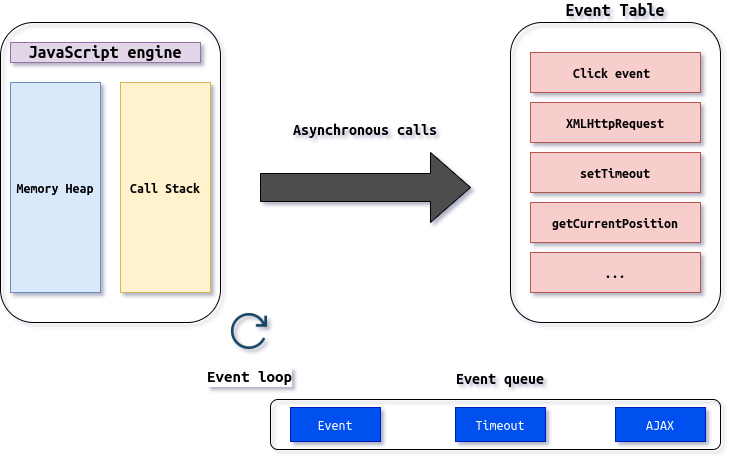 Event Table
JavaScript engine
Memory Heap
Call Stack
Asynchronous calls
Click event
XMLHttpRequest
setTimeout
getCurrentPosition
...
Event loop
Event queue
Event
Timeout
AJAX